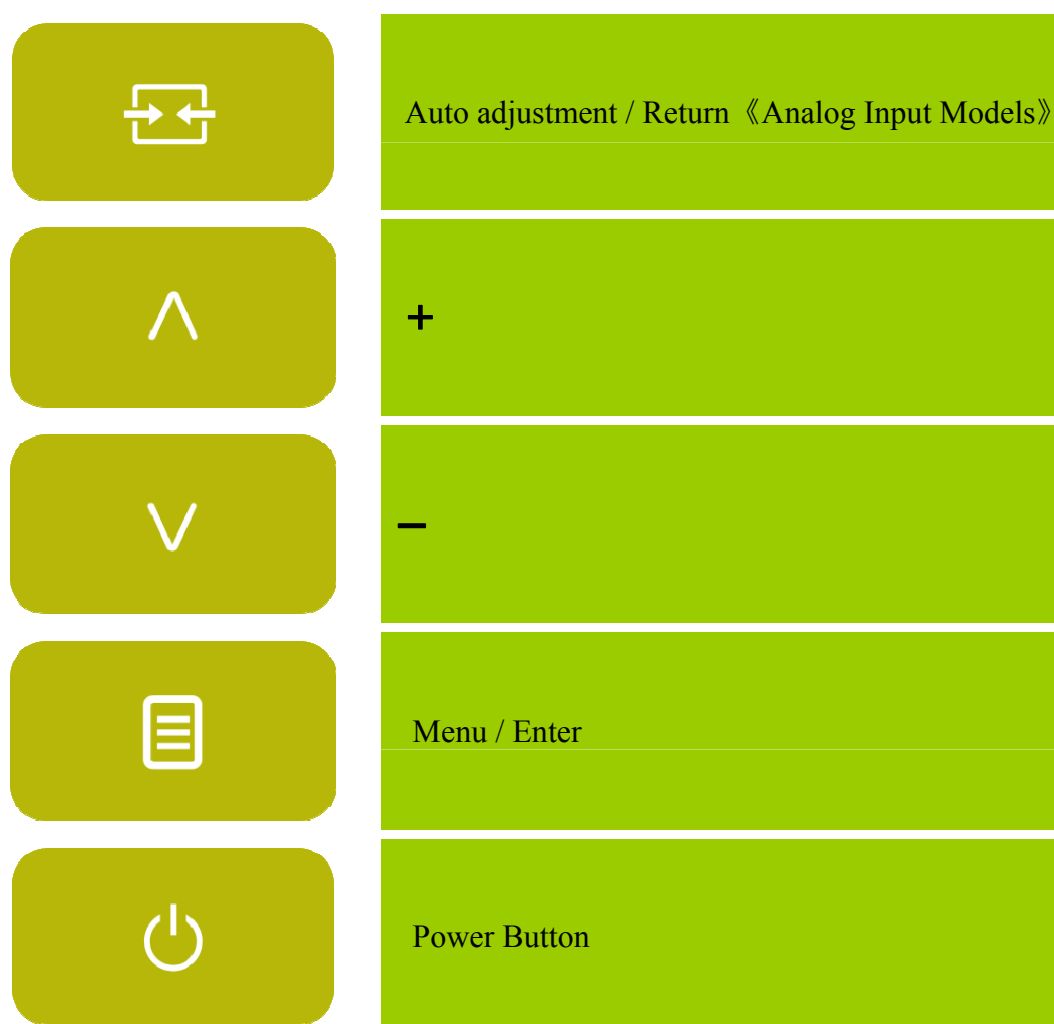 Auto adjustment / Return《Analog Input Models》
+
–
Menu / Enter
Power Button